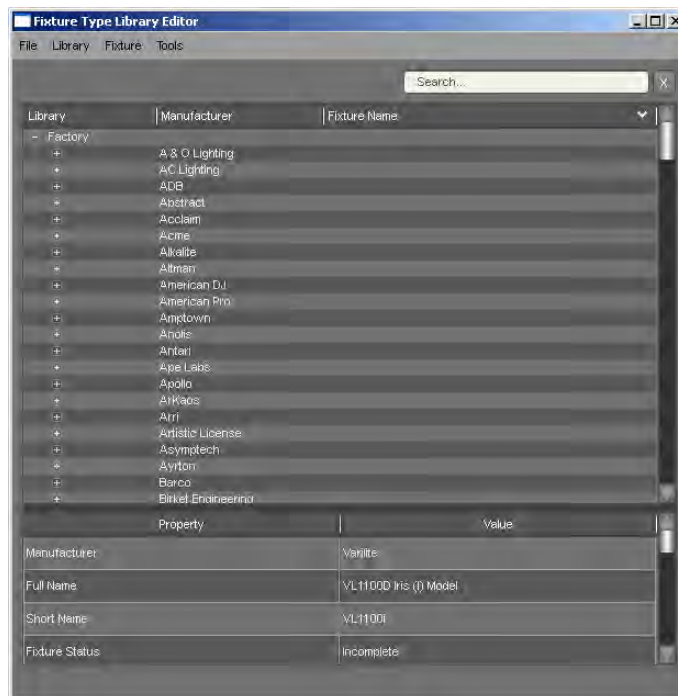 Fixture Type Library Editor
File Library Fixture Tools
Search... X
Library Manufacturer Fixture Name
- Factory
+ A & O Lighting
+ AC Lighting
+ ADB
+ Abstract
+ Acclaim
+ Acme
+ Alkalite
+ Altman
+ American DJ
+ American Pro
+ Amptown
+ Anolis
+ Antari
+ Ape Labs
+ Apollo
+ ArKaos
+ Arri
+ Artistic License
+ Asymptech
+ Ayrton
+ Barco
+ Birket Engineering
Property Value
Manufacturer Varilite
Full Name VL1100D Iris (I) Model
Short Name VL1100I
Fixture Status Incomplete